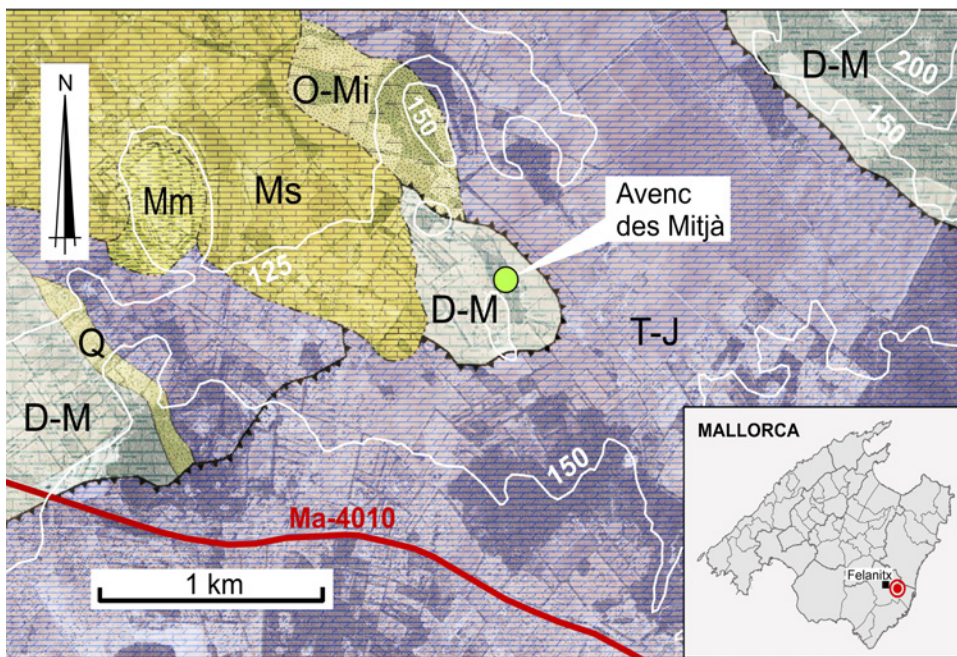 D-M
200
150
O-Mi
150
N
Mm
Ms
Avenc
des Mitjà
125
D-M
T-J
Q
D-M
150
Ma-4010
1 km
MALLORCA
Felanitx